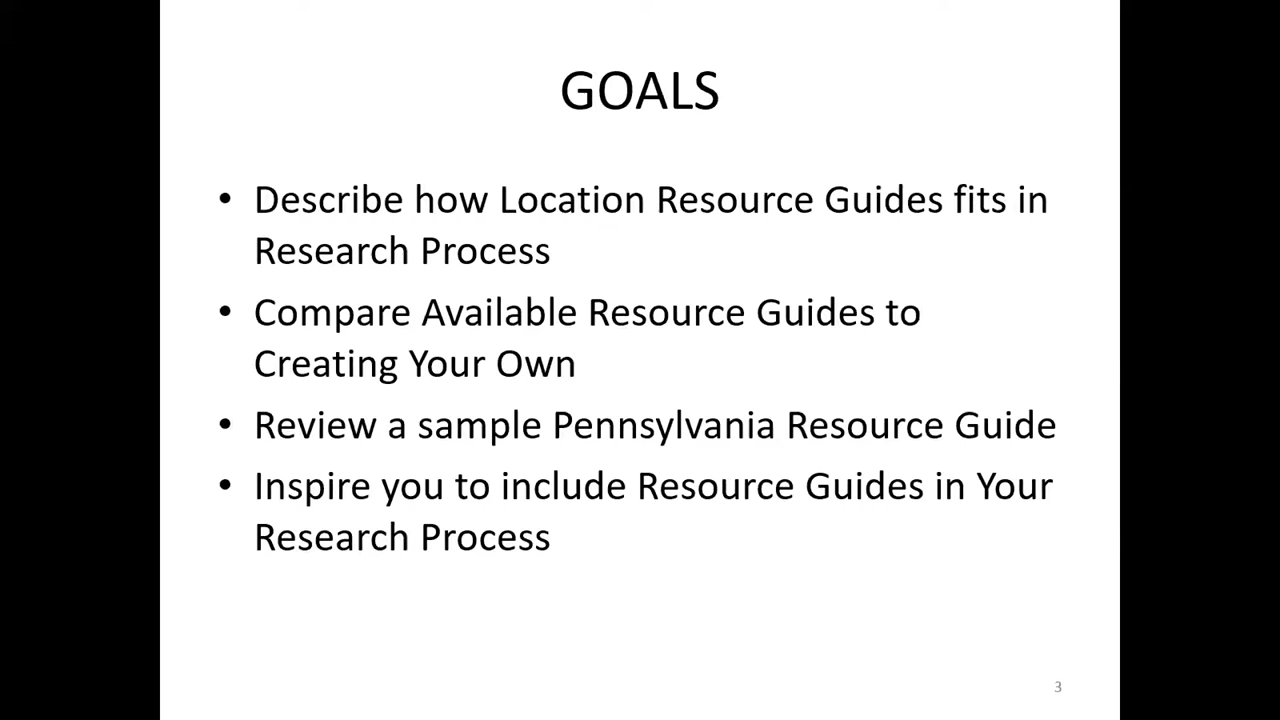 GOALS
• Describe how Location Resource Guides fits in
Research Process
• Compare Available Resource Guides to
Creating Your Own
• Review a sample Pennsylvania Resource Guide
• Inspire you to include Resource Guides in Your
Research Process
3